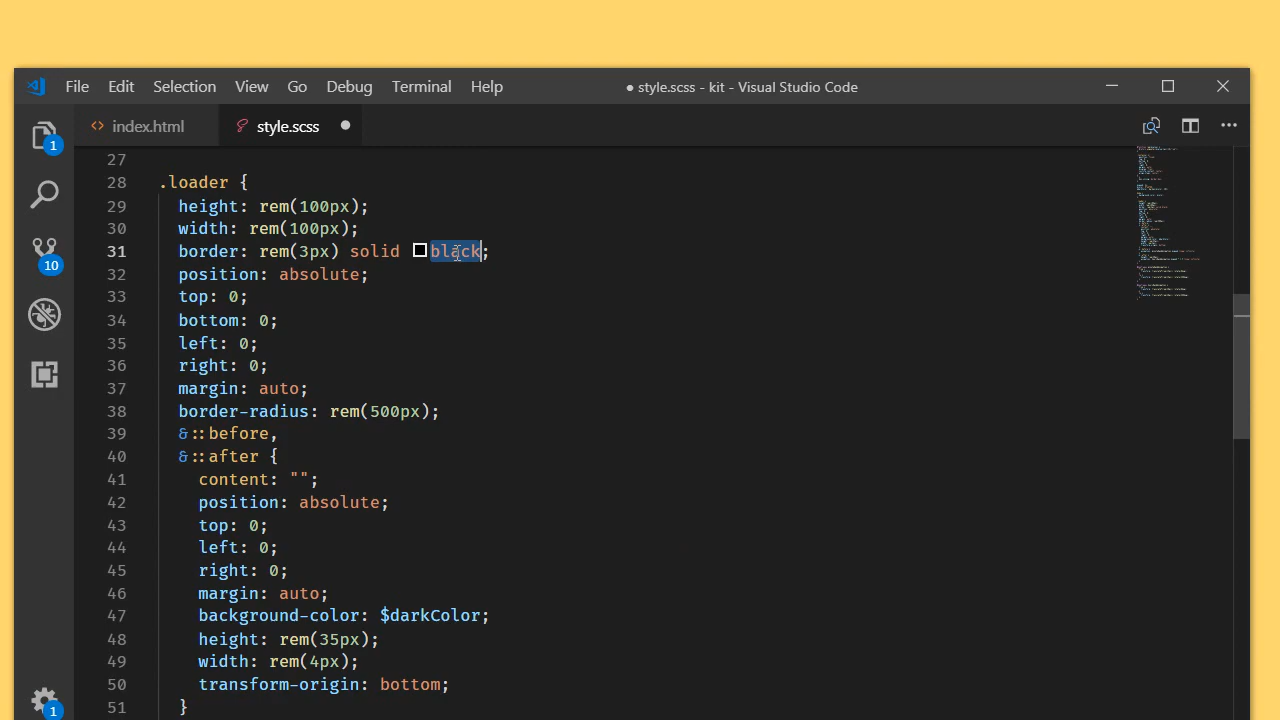 File Edit Selection View Go Debug Terminal Help ● style.scss - kit - Visual Studio Code
index.html style.scss
1
10
1
27
28 .loader {
29 height: rem(100px);
30 width: rem(100px);
31 border: rem(3px) solid black;
32 position: absolute;
33 top: 0;
34 bottom: 0;
35 left: 0;
36 right: 0;
37 margin: auto;
38 border-radius: rem(500px);
39 &::before,
40 &::after {
41 content: "";
42 position: absolute;
43 top: 0;
44 left: 0;
45 right: 0;
46 margin: auto;
47 background-color: $darkColor;
48 height: rem(35px);
49 width: rem(4px);
50 transform-origin: bottom;
51 }